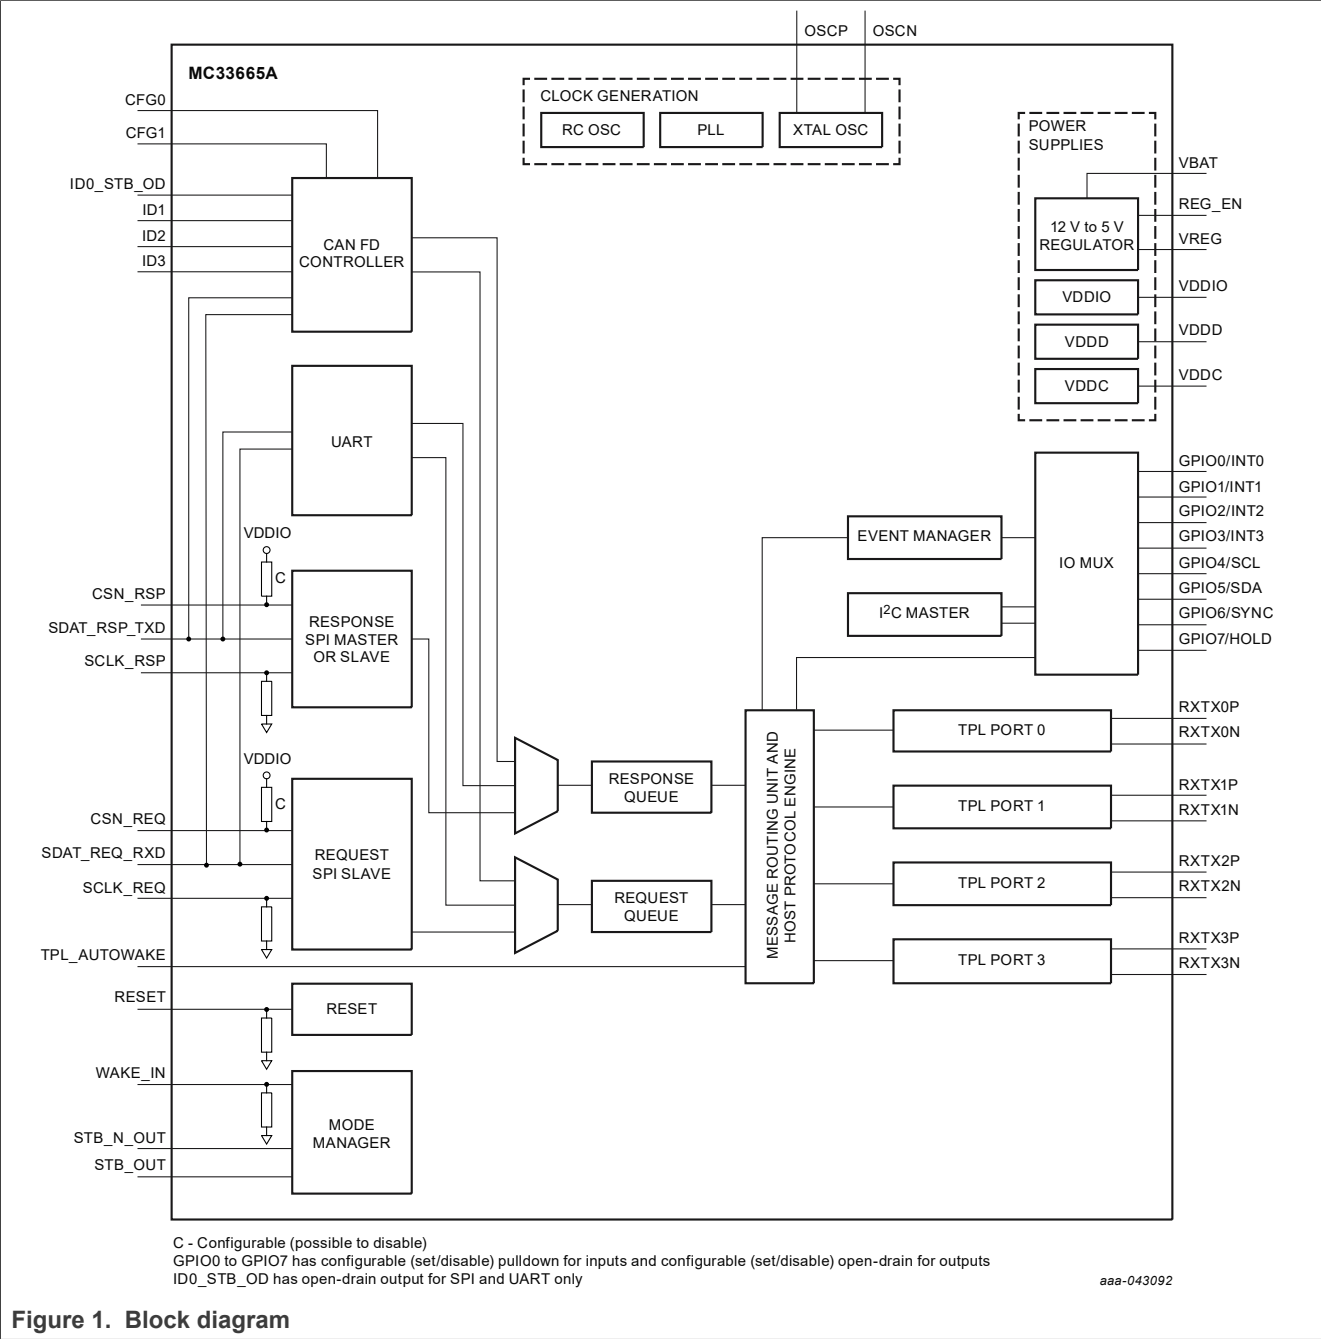 OSCP
OSCN
MC33665A
CFG0
CFG1
ID0_STB_OD
ID1
ID2
ID3
CAN FD
CONTROLLER
CLOCK GENERATION
RC OSC
PLL
XTAL OSC
POWER
SUPPLIES
12 V to 5 V
REGULATOR
VDDIO
VDDD
VDDC
VBAT
REG_EN
VREG
VDDIO
VDDD
VDDC
UART
VDDIO
C
CSN_RSP
SDAT_RSP_TXD
SCLK_RSP
RESPONSE
SPI MASTER
OR SLAVE
EVENT MANAGER
I2C MASTER
IO MUX
GPIO0/INT0
GPIO1/INT1
GPIO2/INT2
GPIO3/INT3
GPIO4/SCL
GPIO5/SDA
GPIO6/SYNC
GPIO7/HOLD
VDDIO
C
CSN_REQ
SDAT_REQ_RXD
SCLK_REQ
REQUEST
SPI SLAVE
RESPONSE
QUEUE
REQUEST
QUEUE
MESSAGE ROUTING UNIT AND
HOST PROTOCOL ENGINE
TPL PORT 0
TPL PORT 1
TPL PORT 2
TPL PORT 3
RXTX0P
RXTX0N
RXTX1P
RXTX1N
RXTX2P
RXTX2N
RXTX3P
RXTX3N
TPL_AUTOWAKE
RESET
RESET
WAKE_IN
STB_N_OUT
STB_OUT
MODE
MANAGER
C - Configurable (possible to disable)
GPIO0 to GPIO7 has configurable (set/disable) pulldown for inputs and configurable (set/disable) open-drain for outputs
ID0_STB_OD has open-drain output for SPI and UART only
aaa-043092
Figure 1. Block diagram